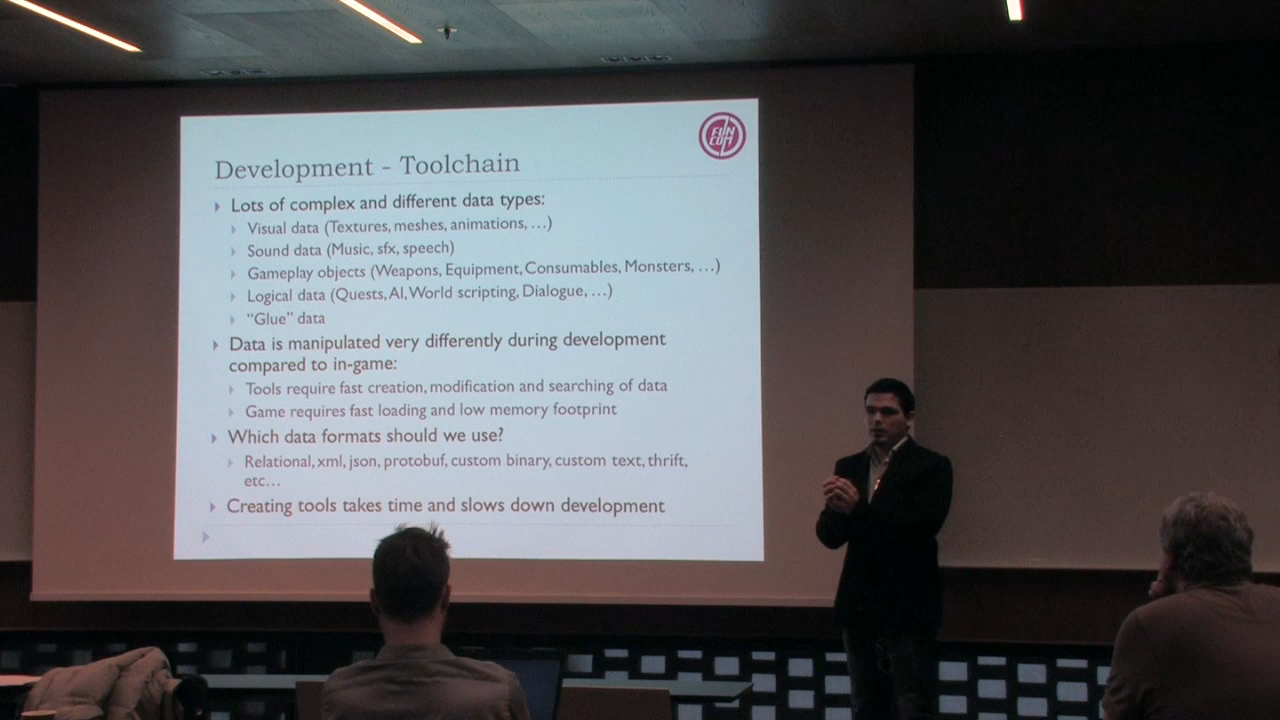 FUN
COM
Development - Toolchain
Lots of complex and different data types:
Visual data (Textures, meshes, animations, …)
Sound data (Music, sfx, speech)
Gameplay objects (Weapons, Equipment, Consumables, Monsters, …)
Logical data (Quests, AI, World scripting, Dialogue, …)
“Glue” data
Data is manipulated very differently during development
compared to in-game:
Tools require fast creation, modification and searching of data
Game requires fast loading and low memory footprint
Which data formats should we use?
Relational, xml, json, protobuf, custom binary, custom text, thrift,
etc…
Creating tools takes time and slows down development